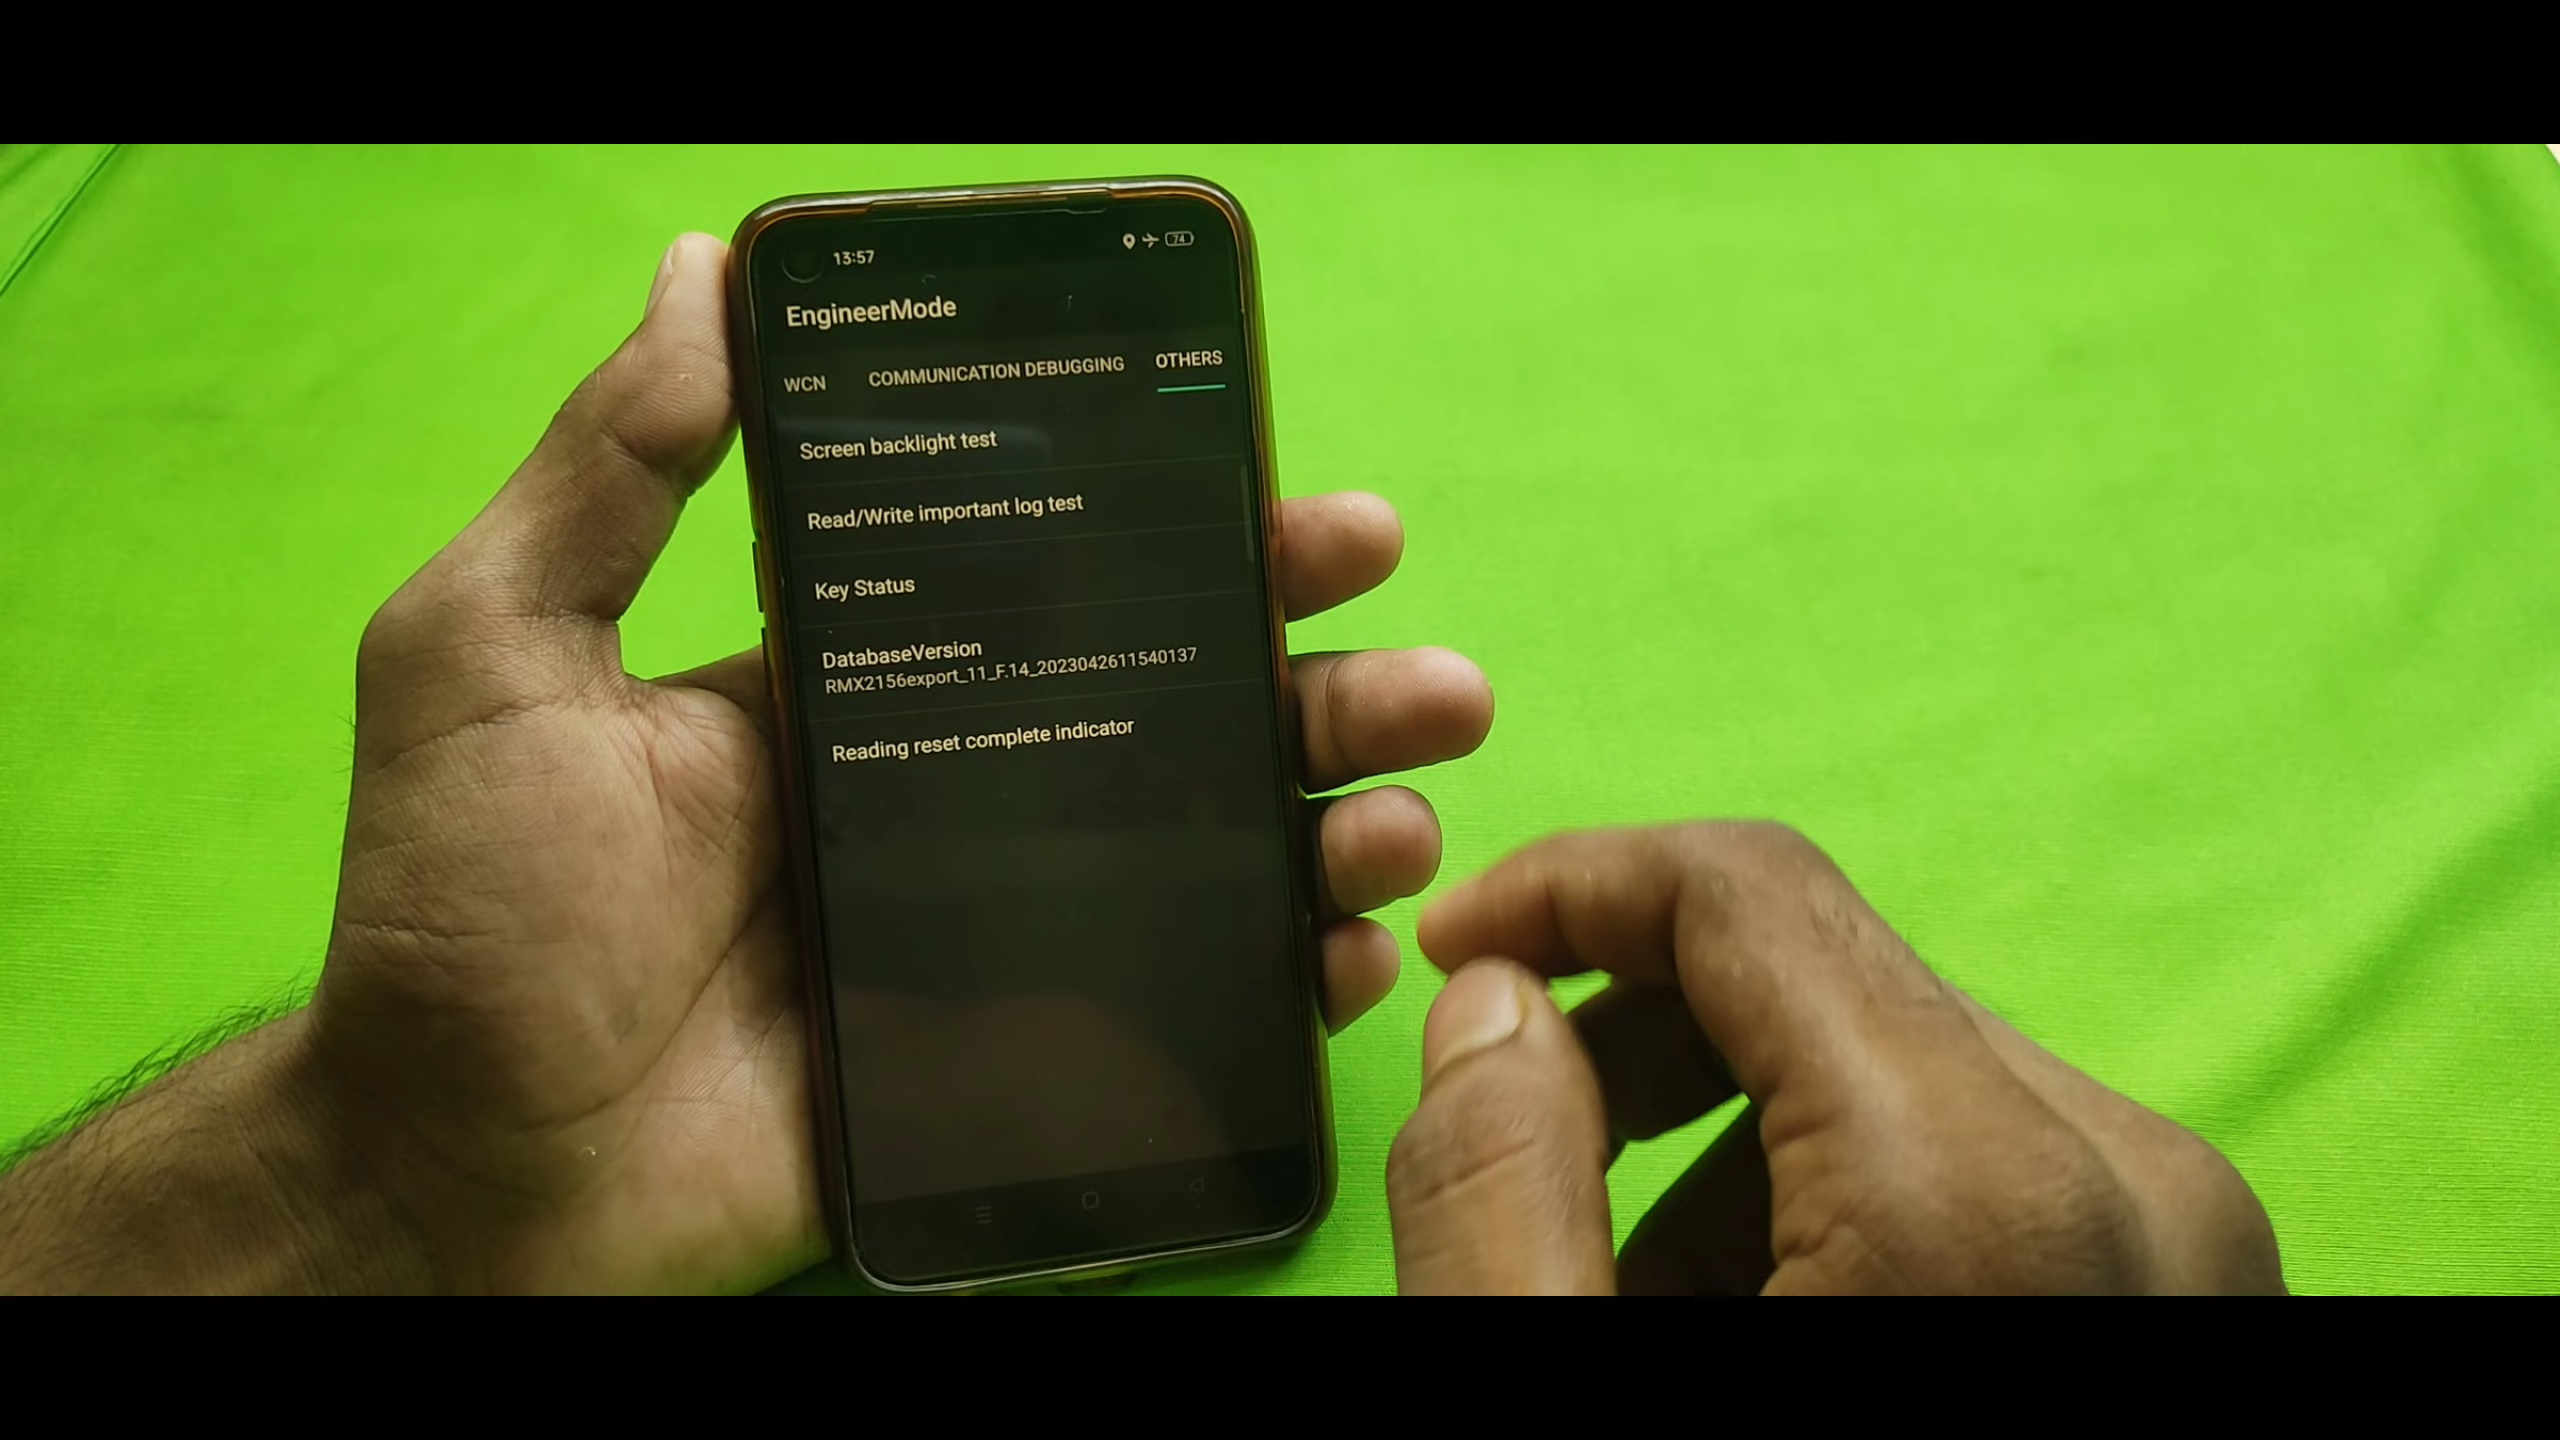 13:57
74
EngineerMode
WCN COMMUNICATION DEBUGGING OTHERS
Screen backlight test
Read/Write important log test
Key Status
DatabaseVersion
RMX2156export_11_F.14_2023042611540137
Reading reset complete indicator